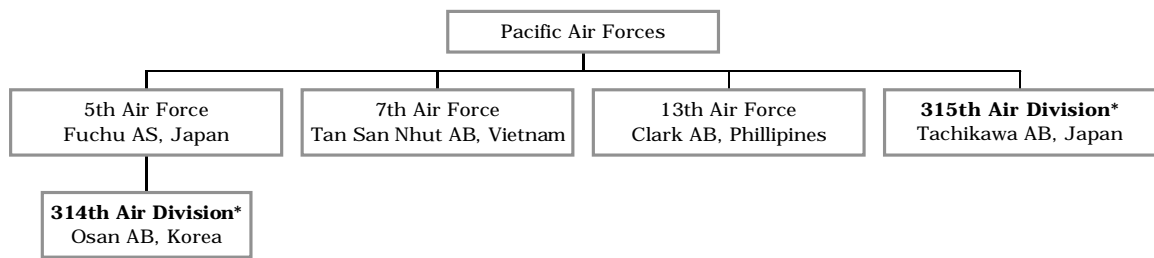 Pacific Air Forces
5th Air Force
Fuchu AS, Japan
7th Air Force
Tan San Nhut AB, Vietnam
13th Air Force
Clark AB, Phillipines
315th Air Division*
Tachikawa AB, Japan
314th Air Division*
Osan AB, Korea